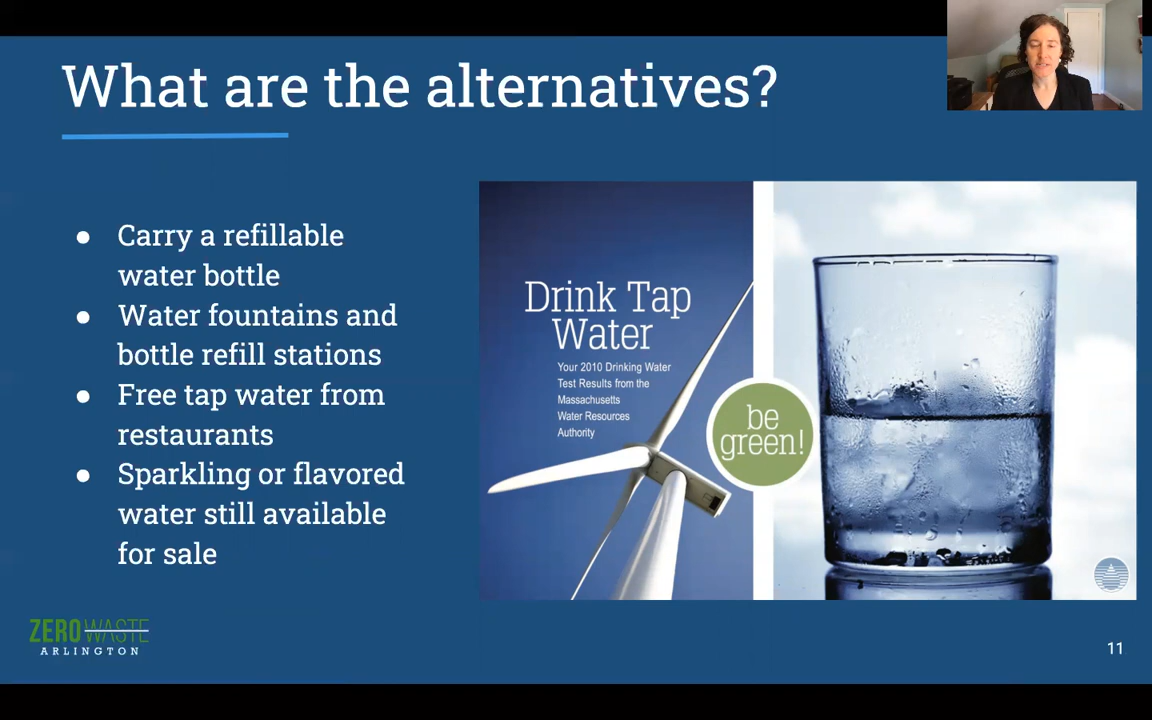 What are the alternatives?
● Carry a refillable
water bottle
● Water fountains and
bottle refill stations
● Free tap water from
restaurants
● Sparkling or flavored
water still available
for sale
Drink Tap
Water
Your 2010 Drinking Water
Test Results from the
Massachusetts
Water Resources
Authority
be
green!
ZERO WASTE
ARLINGTON
11